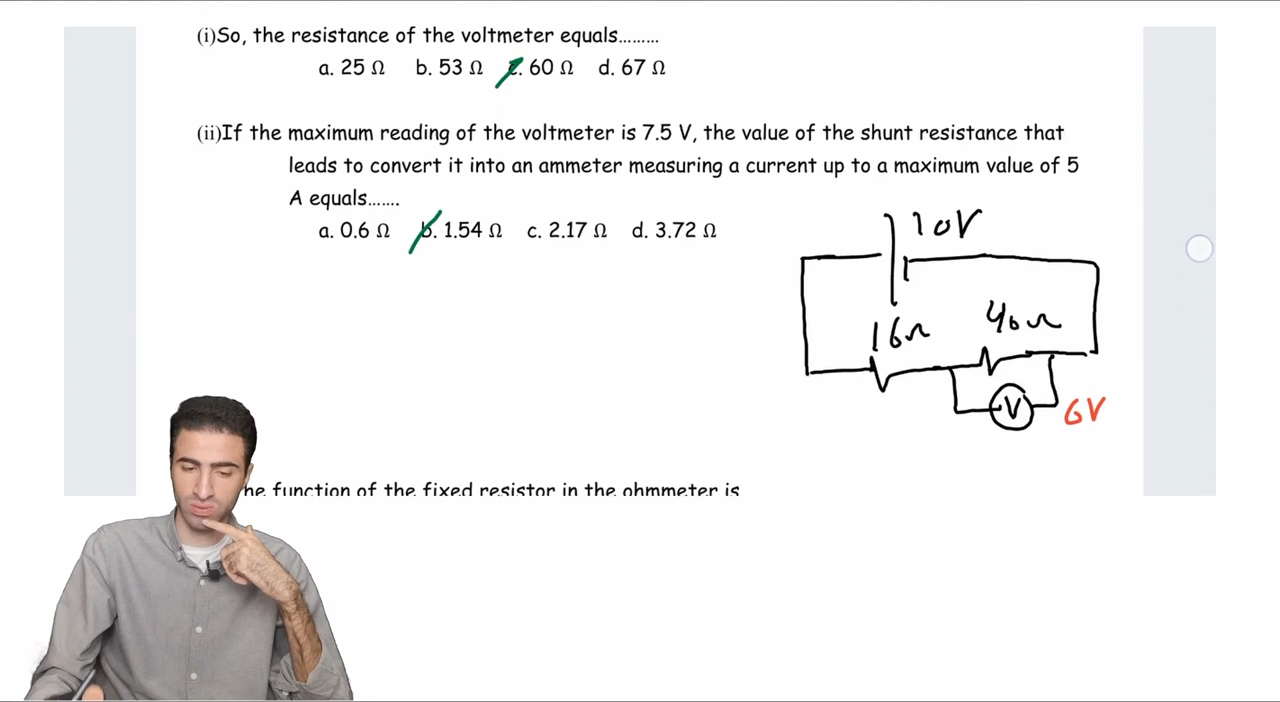 (i)So, the resistance of the voltmeter equals.........
a. 25 Ω b. 53 Ω c. 60 Ω d. 67 Ω
(ii)If the maximum reading of the voltmeter is 7.5 V, the value of the shunt resistance that
leads to convert it into an ammeter measuring a current up to a maximum value of 5
A equals.......
a. 0.6 Ω b. 1.54 Ω c. 2.17 Ω d. 3.72 Ω
10V
16Ω 40Ω
V 6V
he function of the fixed resistor in the ohmmeter is